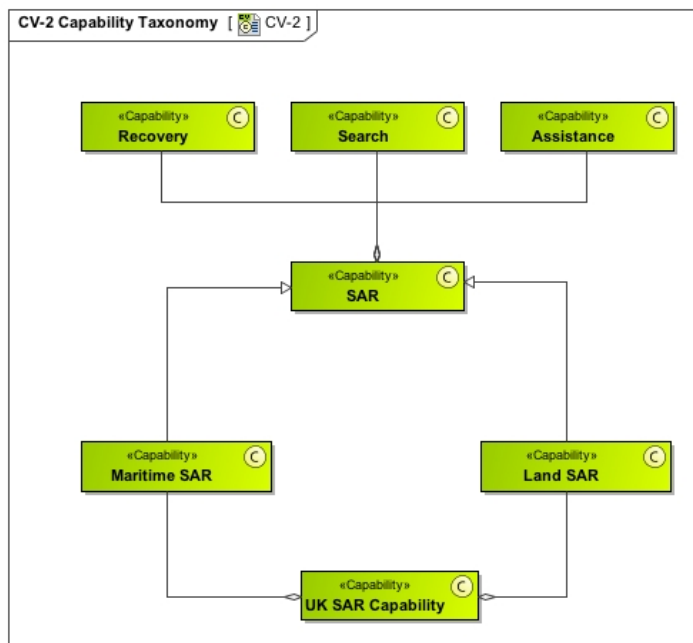 CV-2 Capability Taxonomy [ CV-2 ]
«Capability» C
Recovery
«Capability» C
Search
«Capability» C
Assistance
«Capability» C
SAR
«Capability» C
Maritime SAR
«Capability» C
Land SAR
«Capability» C
UK SAR Capability